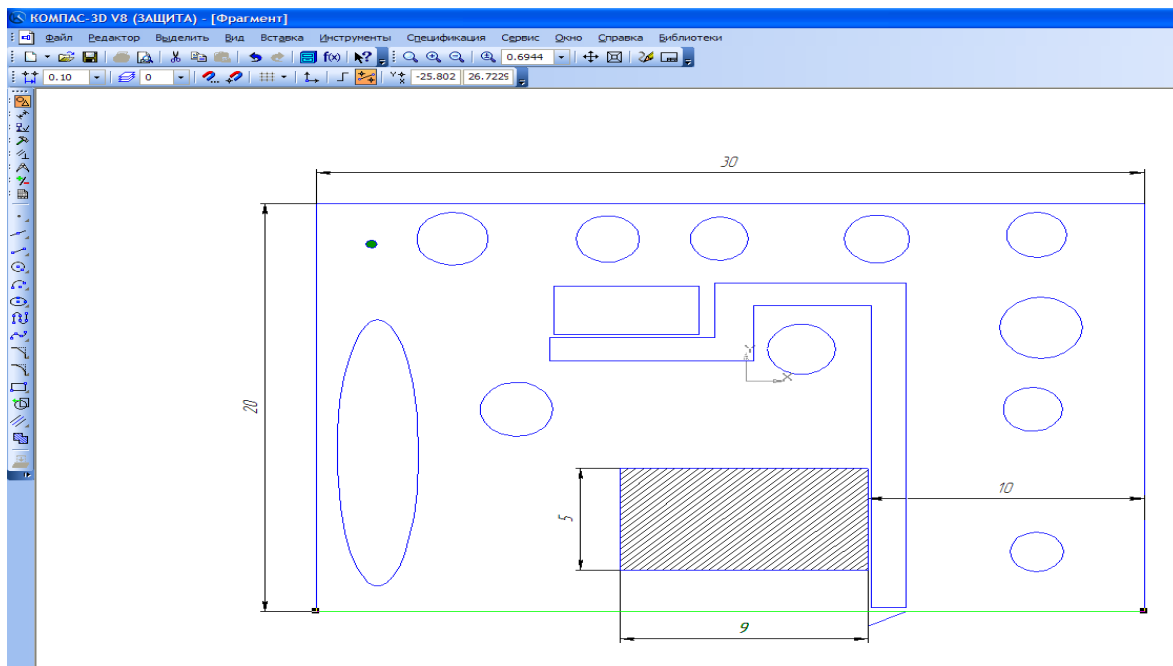 КОМПАС-3D V8 (ЗАЩИТА) - [Фрагмент]
Файл Редактор Выделить Вид Вставка Инструменты Спецификация Сервис Окно Справка Библиотеки
f(x) ? 0.6944
0.10 0 Y X -25.802 26.7225
30
20
Y
X
10
5
9